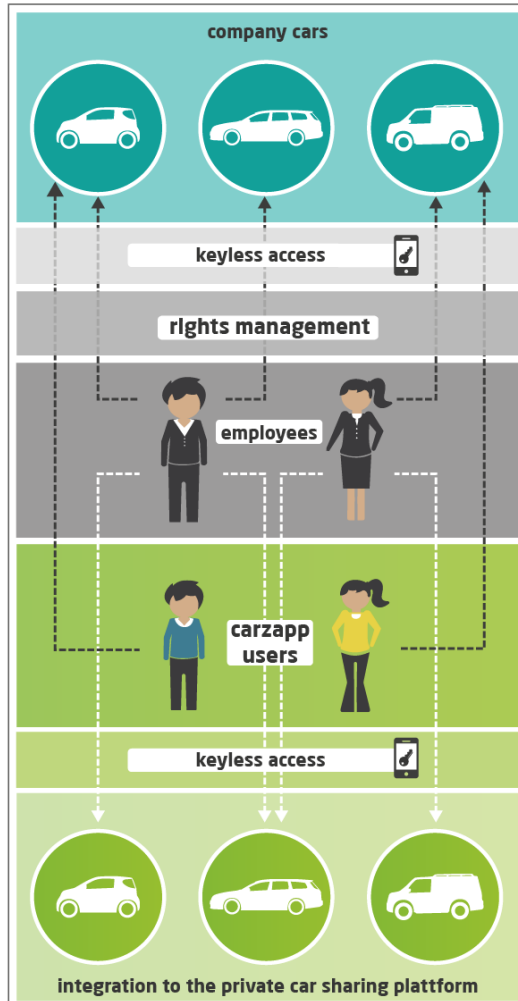 company cars
keyless access
rights management
employees
carzapp
users
keyless access
integration to the private car sharing plattform